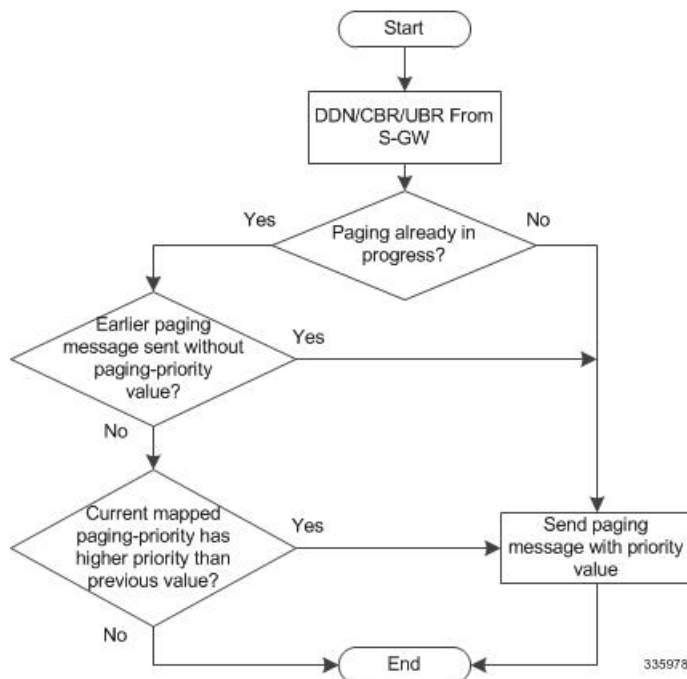 Start
DDN/CBR/UBR From
S-GW
Yes
No
Paging already in
progress?
Earlier paging
message sent without
paging-priority
value?
Yes
No
Current mapped
paging-priority has
higher priority than
previous value?
Yes
Send paging
message with priority
value
No
End
335978